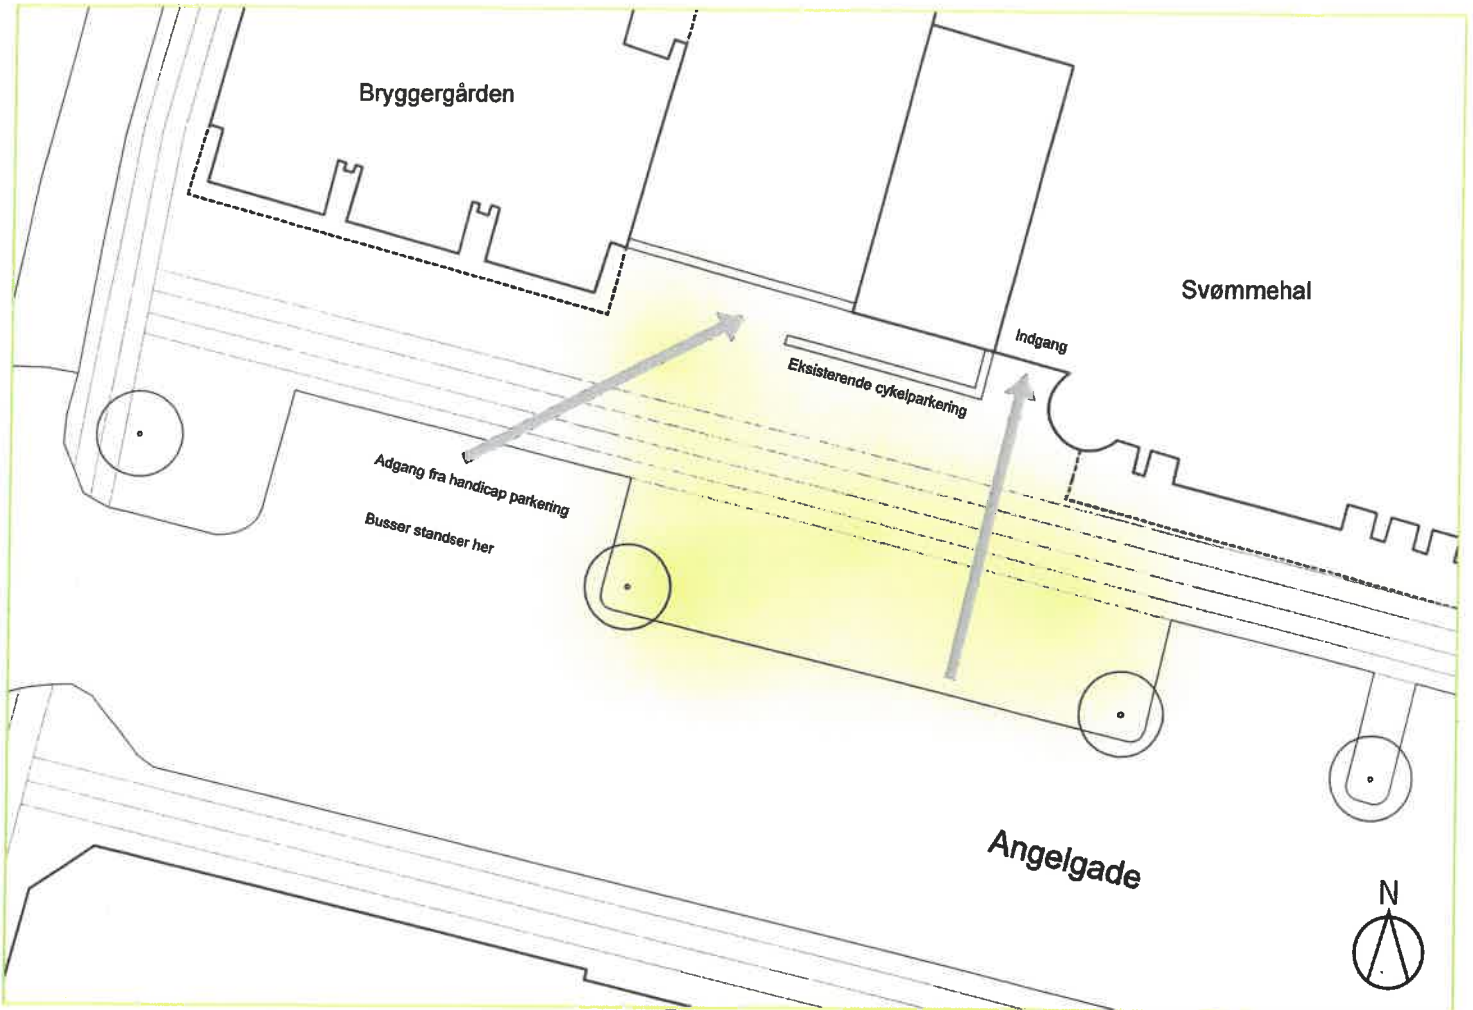 Bryggergården
Svømmehal
Indgang
Eksisterende cykelparkering
Adgang fra handicap parkering
Busser standser her
Angelgade
N